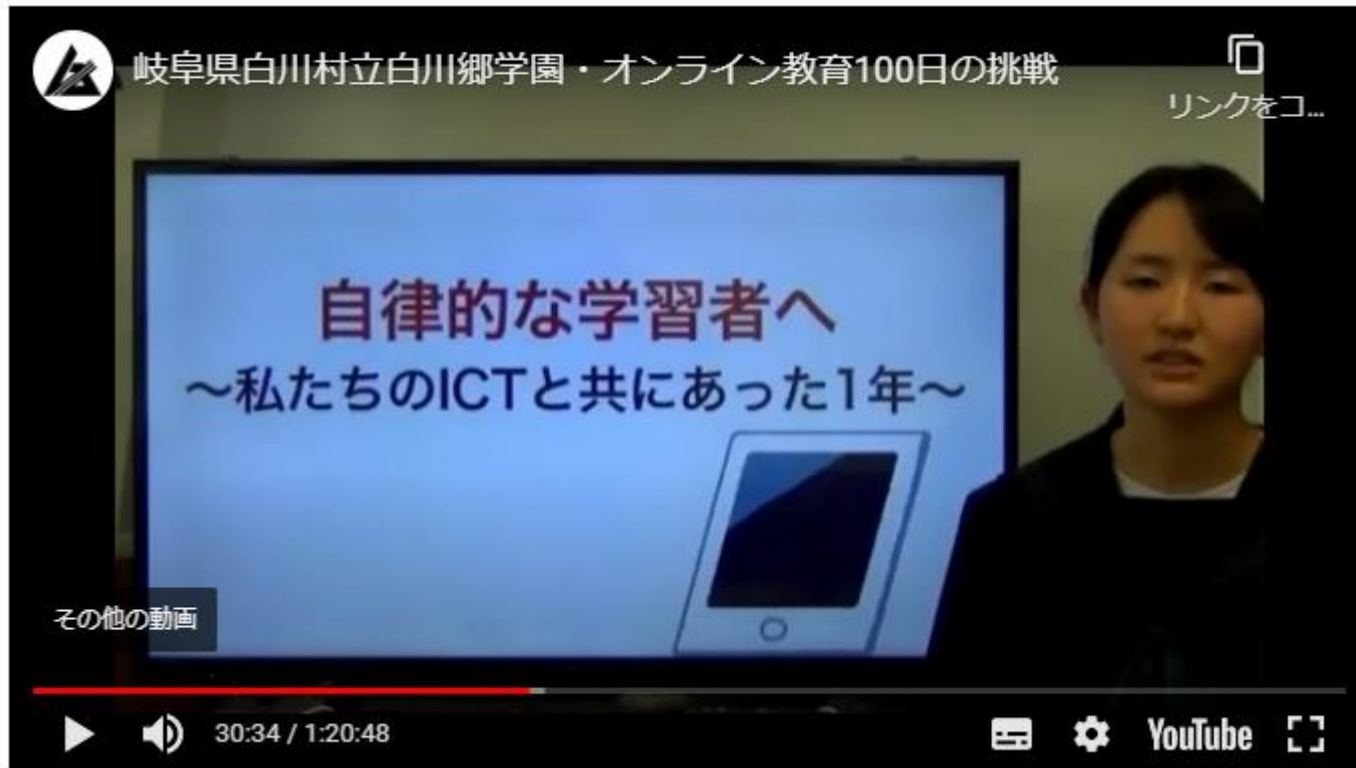 岐阜県白川村立白川郷学園・オンライン教育100日の挑戦
リンクをコ...
自律的な学習者へ
～私たちのICTと共にあった1年～
その他の動画
30:34 / 1:20:48
YouTube